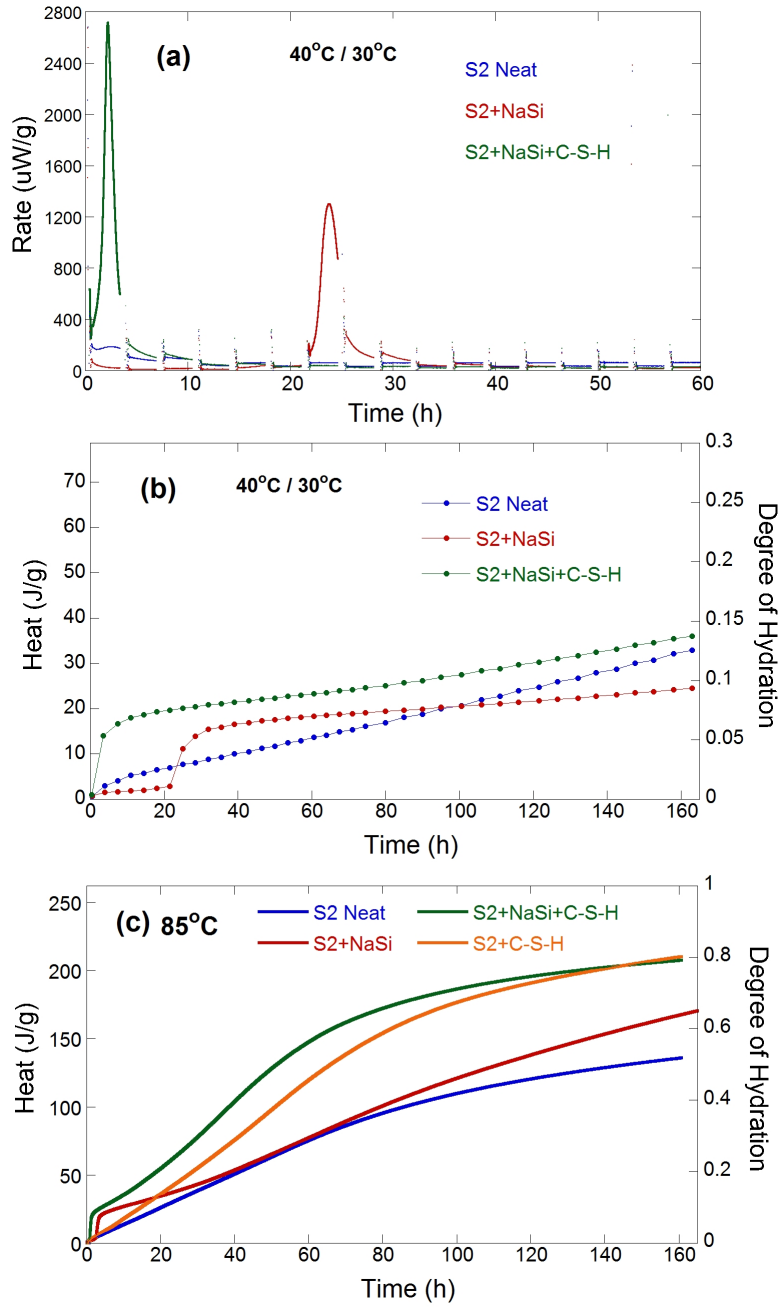 2800
2400
2000
1600
1200
800
400
0
Rate (uW/g)
(a)
40°C / 30°C
S2 Neat
S2+NaSi
S2+NaSi+C-S-H
0 10 20 30 40 50 60
Time (h)
70
60
50
40
30
20
10
0
Heat (J/g)
(b)
40°C / 30°C
S2 Neat
S2+NaSi
S2+NaSi+C-S-H
0.3
0.25
0.2
0.15
0.1
0.05
0
Degree of Hydration
0 20 40 60 80 100 120 140 160
Time (h)
250
200
150
100
50
0
Heat (J/g)
(c) 85°C
S2 Neat
S2+NaSi
S2+NaSi+C-S-H
S2+C-S-H
1
0.8
0.6
0.4
0.2
0
Degree of Hydration
0 20 40 60 80 100 120 140 160
Time (h)